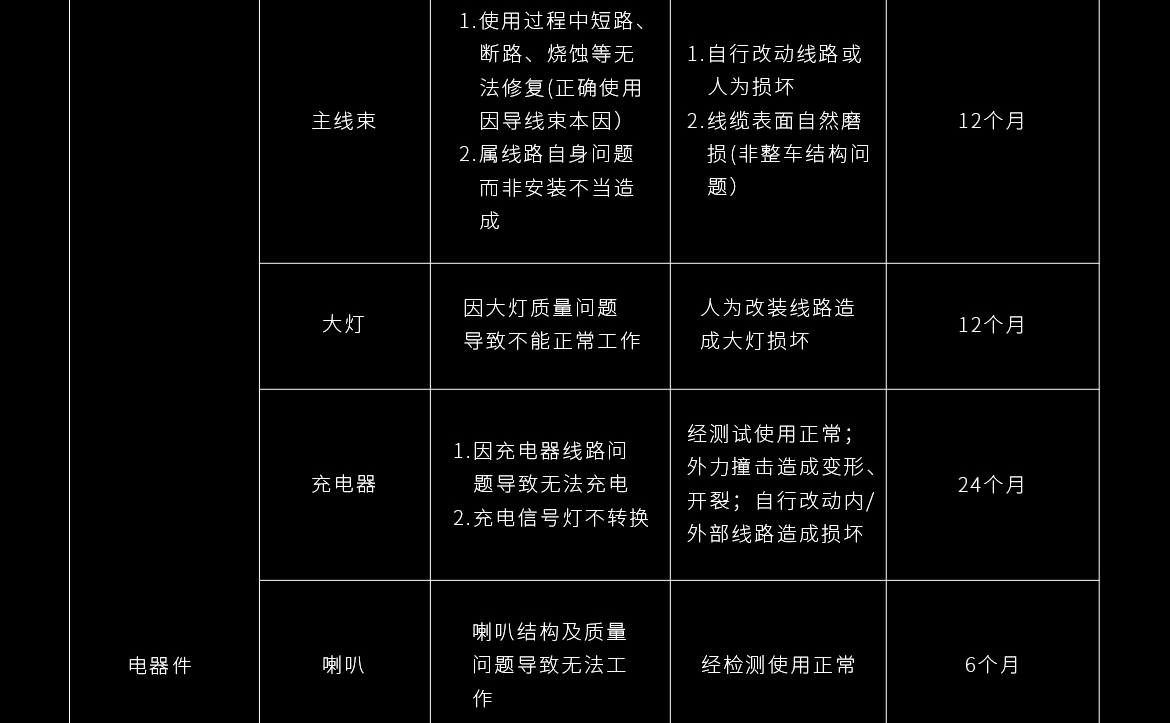 主线束
1.使用过程中短路、
断路、烧蚀等无
法修复(正确使用
因导线束本因）
2.属线路自身问题
而非安装不当造
成
1.自行改动线路或
人为损坏
2.线缆表面自然磨
损(非整车结构问
题）
12个月
大灯
因大灯质量问题
导致不能正常工作
人为改装线路造
成大灯损坏
12个月
充电器
1.因充电器线路问
题导致无法充电
2.充电信号灯不转换
经测试使用正常；
外力撞击造成变形、
开裂；自行改动内/
外部线路造成损坏
24个月
电器件
喇叭
喇叭结构及质量
问题导致无法工
作
经检测使用正常
6个月